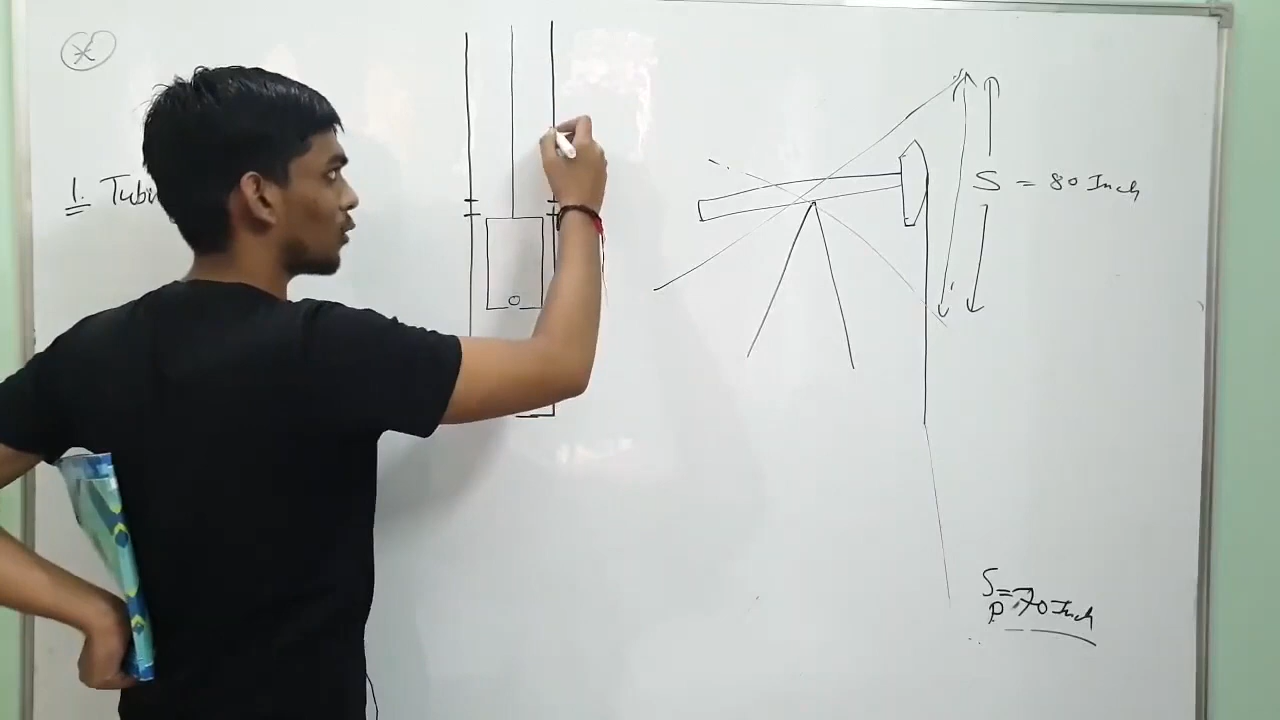 1. Tubi
S = 80 Inch
S = 70 Inch
P